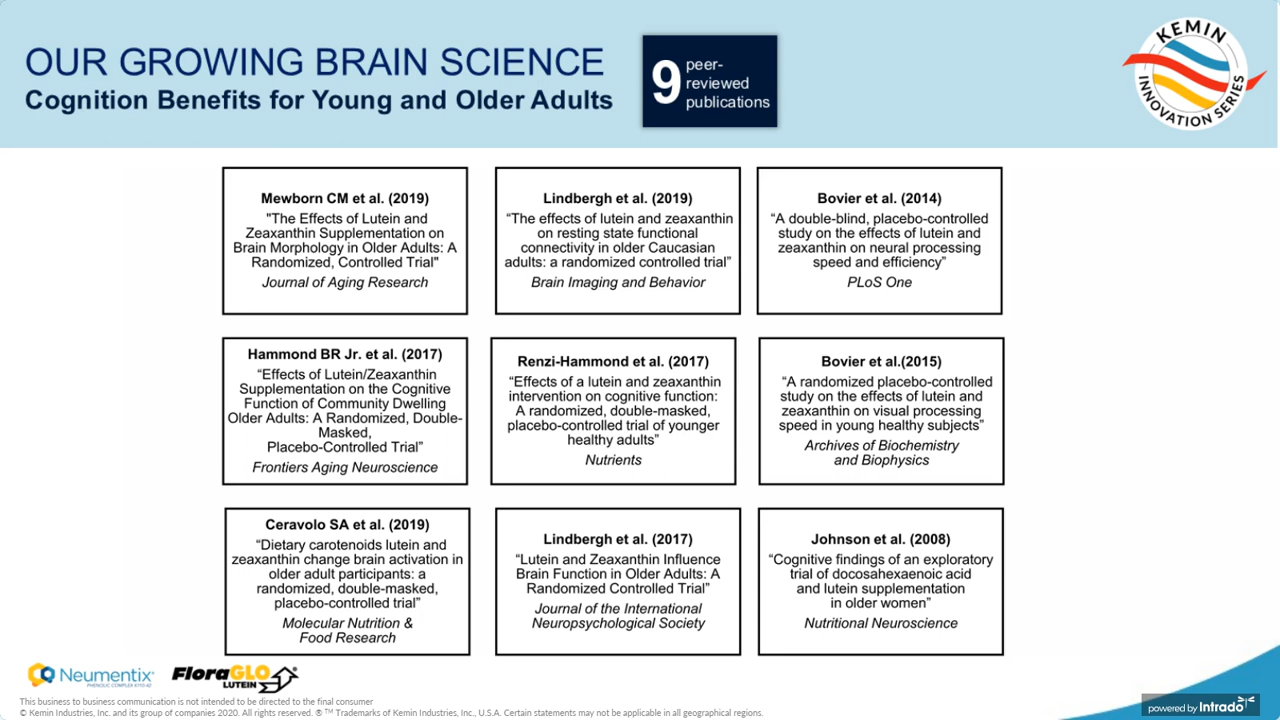 OUR GROWING BRAIN SCIENCE
Cognition Benefits for Young and Older Adults
9 peer-
reviewed
publications
KEMIN
INNOVATION SERIES
Mewborn CM et al. (2019)
"The Effects of Lutein and
Zeaxanthin Supplementation on
Brain Morphology in Older Adults: A
Randomized, Controlled Trial"
Journal of Aging Research
Lindbergh et al. (2019)
“The effects of lutein and zeaxanthin
on resting state functional
connectivity in older Caucasian
adults: a randomized controlled trial”
Brain Imaging and Behavior
Bovier et al. (2014)
“A double-blind, placebo-controlled
study on the effects of lutein and
zeaxanthin on neural processing
speed and efficiency”
PLoS One
Hammond BR Jr. et al. (2017)
“Effects of Lutein/Zeaxanthin
Supplementation on the Cognitive
Function of Community Dwelling
Older Adults: A Randomized, Double-
Masked,
Placebo-Controlled Trial”
Frontiers Aging Neuroscience
Renzi-Hammond et al. (2017)
“Effects of a lutein and zeaxanthin
intervention on cognitive function:
A randomized, double-masked,
placebo-controlled trial of younger
healthy adults”
Nutrients
Bovier et al.(2015)
“A randomized placebo-controlled
study on the effects of lutein and
zeaxanthin on visual processing
speed in young healthy subjects”
Archives of Biochemistry
and Biophysics
Ceravolo SA et al. (2019)
“Dietary carotenoids lutein and
zeaxanthin change brain activation in
older adult participants: a
randomized, double-masked,
placebo-controlled trial”
Molecular Nutrition &
Food Research
Lindbergh et al. (2017)
“Lutein and Zeaxanthin Influence
Brain Function in Older Adults: A
Randomized Controlled Trial”
Journal of the International
Neuropsychological Society
Johnson et al. (2008)
“Cognitive findings of an exploratory
trial of docosahexaenoic acid
and lutein supplementation
in older women”
Nutritional Neuroscience
Neumentix
PHENOLIC COMPLEX K110-42
FloraGLO
LUTEIN
This business to business communication is not intended to be directed to the final consumer
© Kemin Industries, Inc. and its group of companies 2020. All rights reserved. ® ™ Trademarks of Kemin Industries, Inc., U.S.A. Certain statements may not be applicable in all geographical regions.
powered by Intrado